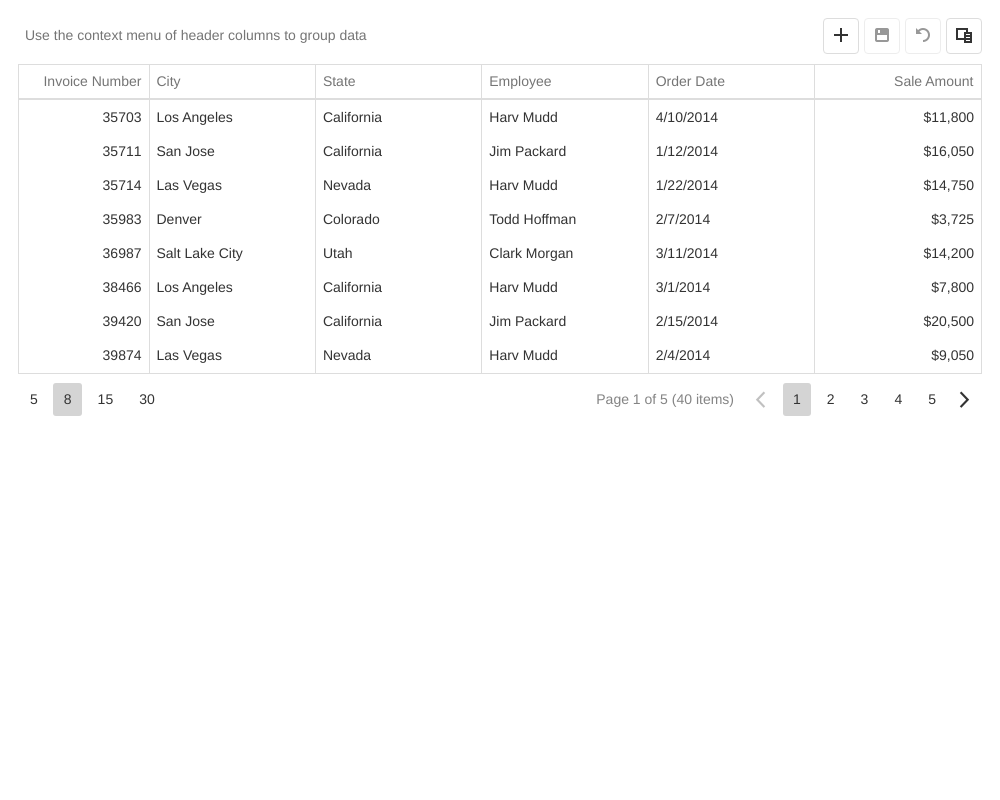 Use the context menu of header columns to group data
Invoice Number City State Employee Order Date Sale Amount
35703 Los Angeles California Harv Mudd 4/10/2014 $11,800
35711 San Jose California Jim Packard 1/12/2014 $16,050
35714 Las Vegas Nevada Harv Mudd 1/22/2014 $14,750
35983 Denver Colorado Todd Hoffman 2/7/2014 $3,725
36987 Salt Lake City Utah Clark Morgan 3/11/2014 $14,200
38466 Los Angeles California Harv Mudd 3/1/2014 $7,800
39420 San Jose California Jim Packard 2/15/2014 $20,500
39874 Las Vegas Nevada Harv Mudd 2/4/2014 $9,050
5 8 15 30 Page 1 of 5 (40 items) 1 2 3 4 5